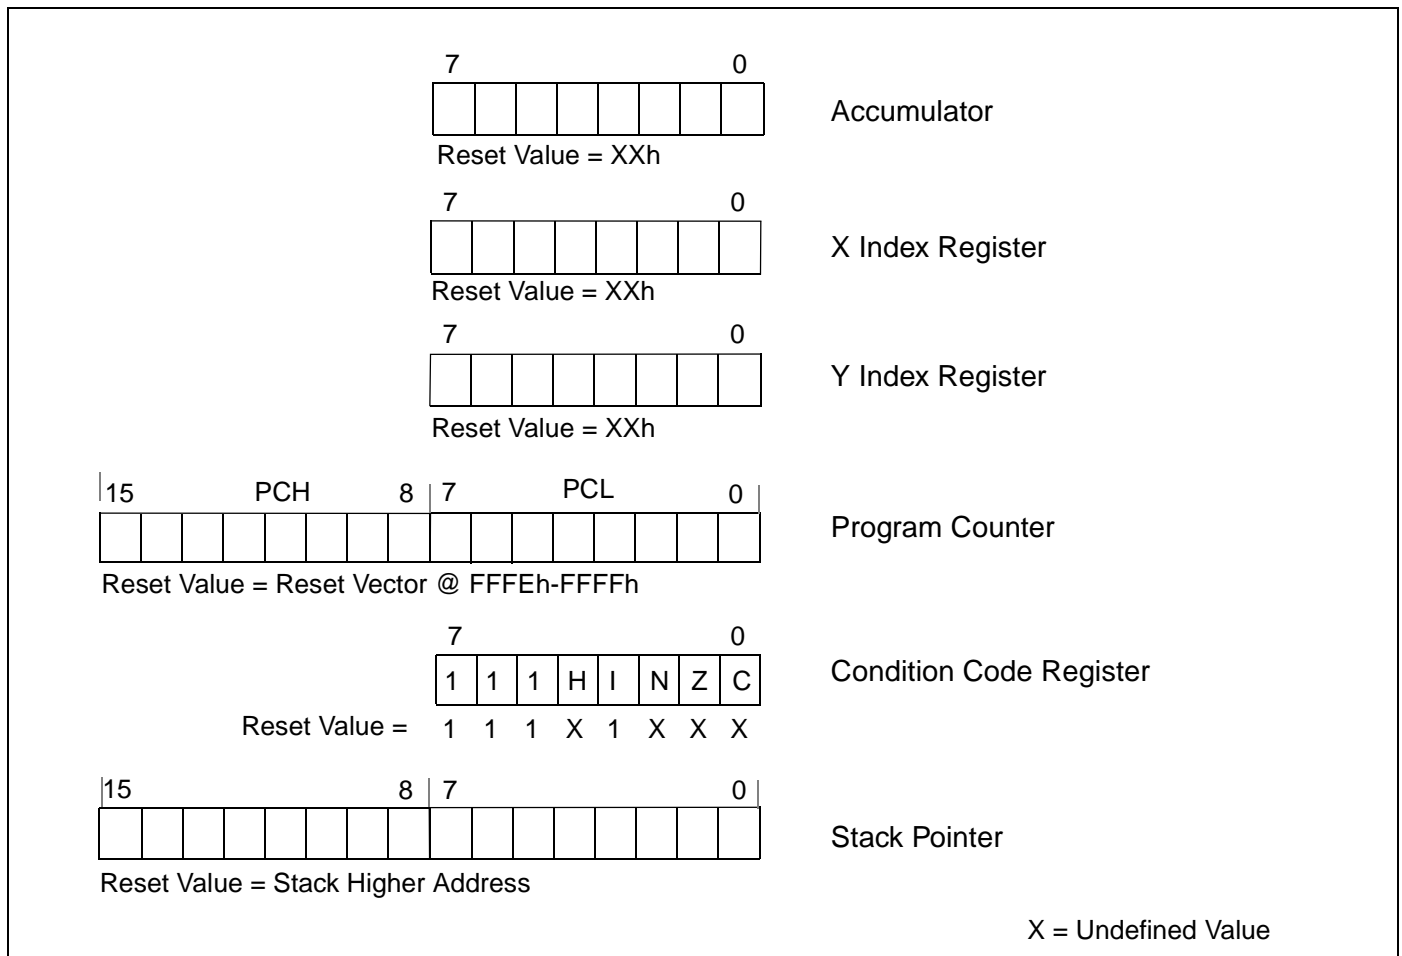 7 0
Accumulator
Reset Value = XXh
7 0
X Index Register
Reset Value = XXh
7 0
Y Index Register
Reset Value = XXh
15 PCH 8 7 PCL 0
Program Counter
Reset Value = Reset Vector @ FFFEh-FFFFh
7 0
1 1 1 H I N Z C
Condition Code Register
Reset Value = 1 1 1 X 1 X X X
15 8 7 0
Stack Pointer
Reset Value = Stack Higher Address
X = Undefined Value